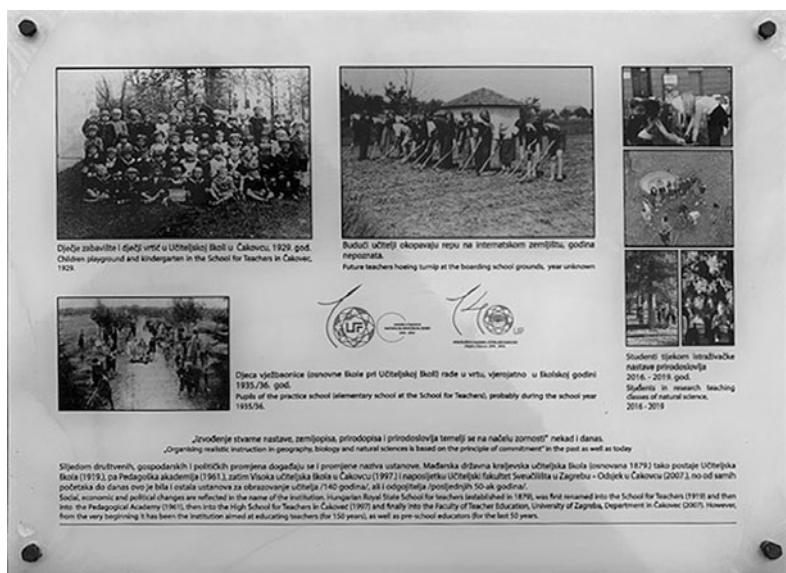 Dječje zabavište i dječji vrtić u Učiteljskoj školi u Čakovcu, 1929. god.
Children playground and kindergarten in the School for Teachers in Čakovec,
1929.
Budući učitelji okopavaju repu na internatskom zemljištu, godina
nepoznata.
Future teachers hoeing turnip at the boarding school grounds, year unknown
UF
UF
Djeca vježbaonice (osnovne škole pri Učiteljskoj školi) rade u vrtu, vjerojatno u školskoj godini
1935./36. god.
Pupils of the practice school (elementary school at the School for Teachers), probably during the school year
1935/36.
Studenti tijekom istraživačke
nastave prirodoslovlja
2016. - 2019. god.
Students in research teaching
classes of natural science,
2016 - 2019
„Izvođenje stvarne nastave, zemljopisa, prirodopisa i prirodoslovlja temelji se na načelu zornosti" nekad i danas.
„Organising realistic instruction in geography, biology and natural sciences is based on the principle of commitment" in the past as well as today
Slijedom društvenih, gospodarskih i političkih promjena događaju se i promjene naziva ustanove. Mađarska državna kraljevska učiteljska škola (osnovana 1879.) tako postaje Učiteljska
škola (1919.), pa Pedagoška akademija (1961.), zatim Visoka učiteljska škola u Čakovcu (1997.) i naposljetku Učiteljski fakultet Sveučilišta u Zagrebu – Odsjek u Čakovcu (2007.), no od samih
početaka do danas ovo je bila i ostala ustanova za obrazovanje učitelja /140 godina/, ali i odgojitelja /posljednjih 50-ak godina/.
Social, economic and political changes are reflected in the name of the institution. Hungarian Royal State School for teachers (established in 1879), was first renamed into the School for Teachers (1919) and then
into the Pedagogical Academy (1961), then into the High School for Teachers in Čakovec (1997) and finally into the Faculty of Teacher Education, University of Zagreba, Department in Čakovec (2007). However,
from the very beginning it has been the institution aimed at educating teachers (for 150 years), as well as pre-school educators (for the last 50 years.